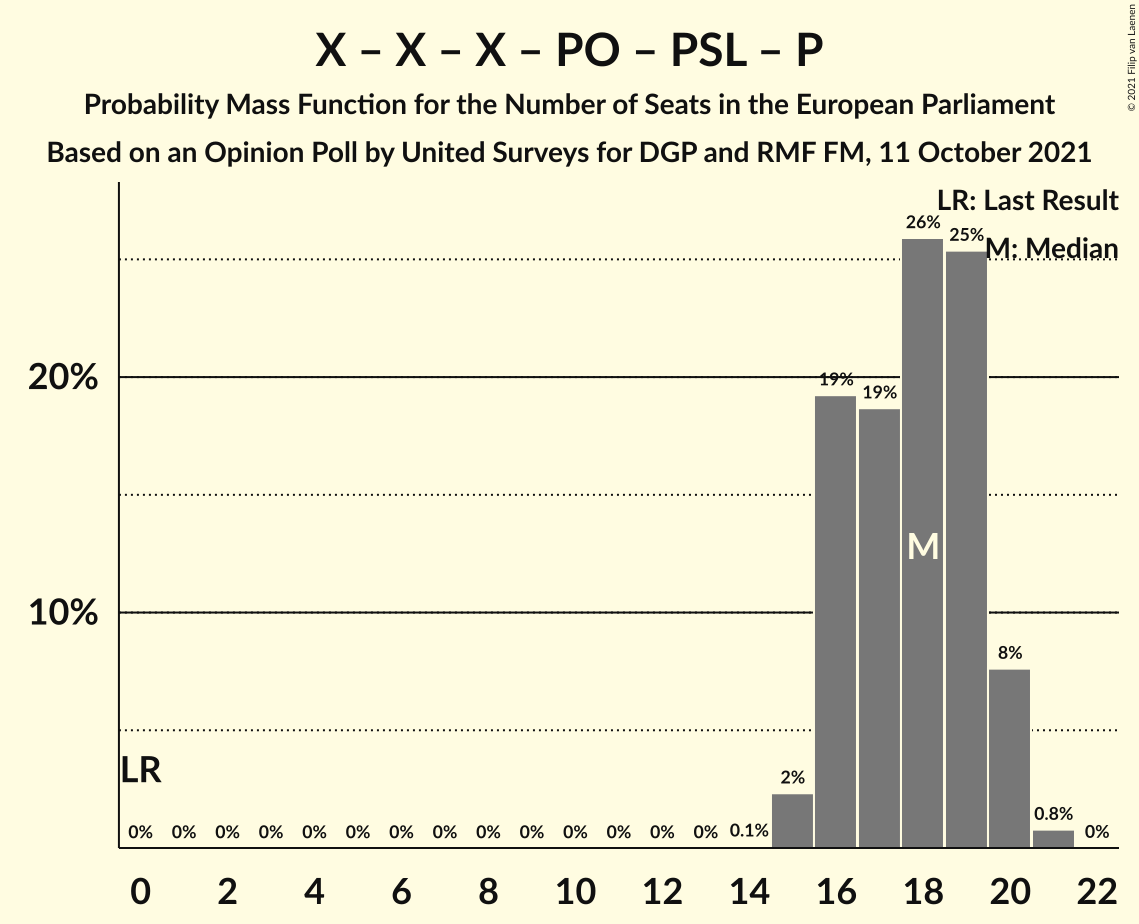 X – X – X – PO – PSL – P
Probability Mass Function for the Number of Seats in the European Parliament
Based on an Opinion Poll by United Surveys for DGP and RMF FM, 11 October 2021
© 2021 Filip van Laenen
LR: Last Result
M: Median
26%
25%
20%
19%
19%
M
10%
8%
LR
2%
0.8%
0% 0% 0% 0% 0% 0% 0% 0% 0% 0% 0% 0% 0% 0% 0.1% 0%
0 2 4 6 8 10 12 14 16 18 20 22